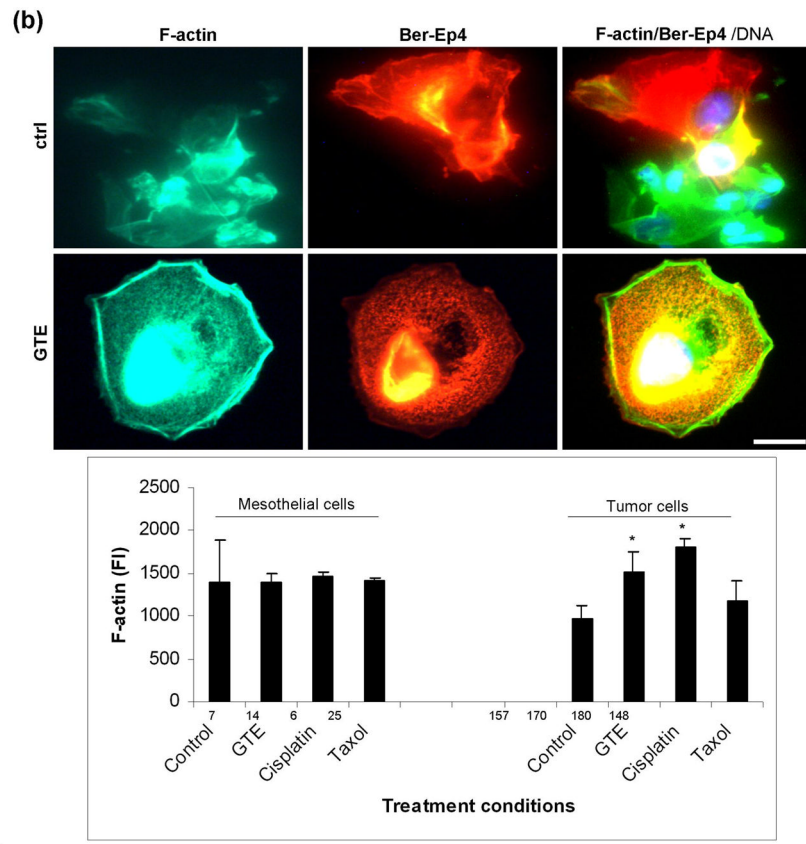 (b)
F-actin Ber-Ep4 F-actin/Ber-Ep4 /DNA
ctrl
GTE
2500
2000
1500
1000
500
0
F-actin (FI)
Mesothelial cells Tumor cells
* *
7 14 6 25 157 170 180 148
Control GTE Cisplatin Taxol Control GTE Cisplatin Taxol
Treatment conditions